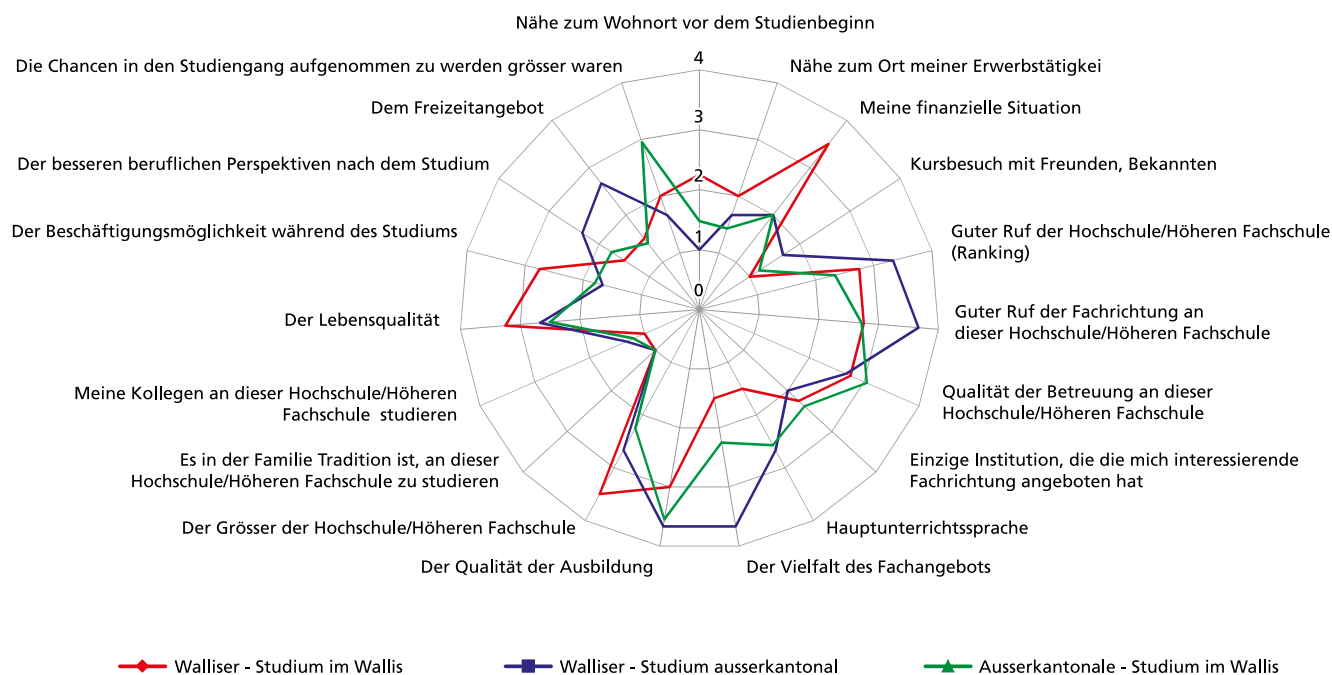 Nähe zum Wohnort vor dem Studienbeginn
Die Chancen in den Studiengang aufgenommen zu werden grösser waren
4
Nähe zum Ort meiner Erwerbstätigkei
Dem Freizeitangebot
3
Meine finanzielle Situation
Der besseren beruflichen Perspektiven nach dem Studium
2
Kursbesuch mit Freunden, Bekannten
Der Beschäftigungsmöglichkeit während des Studiums
1
Guter Ruf der Hochschule/Höheren Fachschule
(Ranking)
0
Der Lebensqualität
Guter Ruf der Fachrichtung an
dieser Hochschule/Höheren Fachschule
Meine Kollegen an dieser Hochschule/Höheren
Fachschule studieren
Qualität der Betreuung an dieser
Hochschule/Höheren Fachschule
Es in der Familie Tradition ist, an dieser
Hochschule/Höheren Fachschule zu studieren
Einzige Institution, die die mich interessierende
Fachrichtung angeboten hat
Der Grösser der Hochschule/Höheren Fachschule
Hauptunterrichtssprache
Der Qualität der Ausbildung
Der Vielfalt des Fachangebots
Walliser - Studium im Wallis
Walliser - Studium ausserkantonal
Ausserkantonale - Studium im Wallis